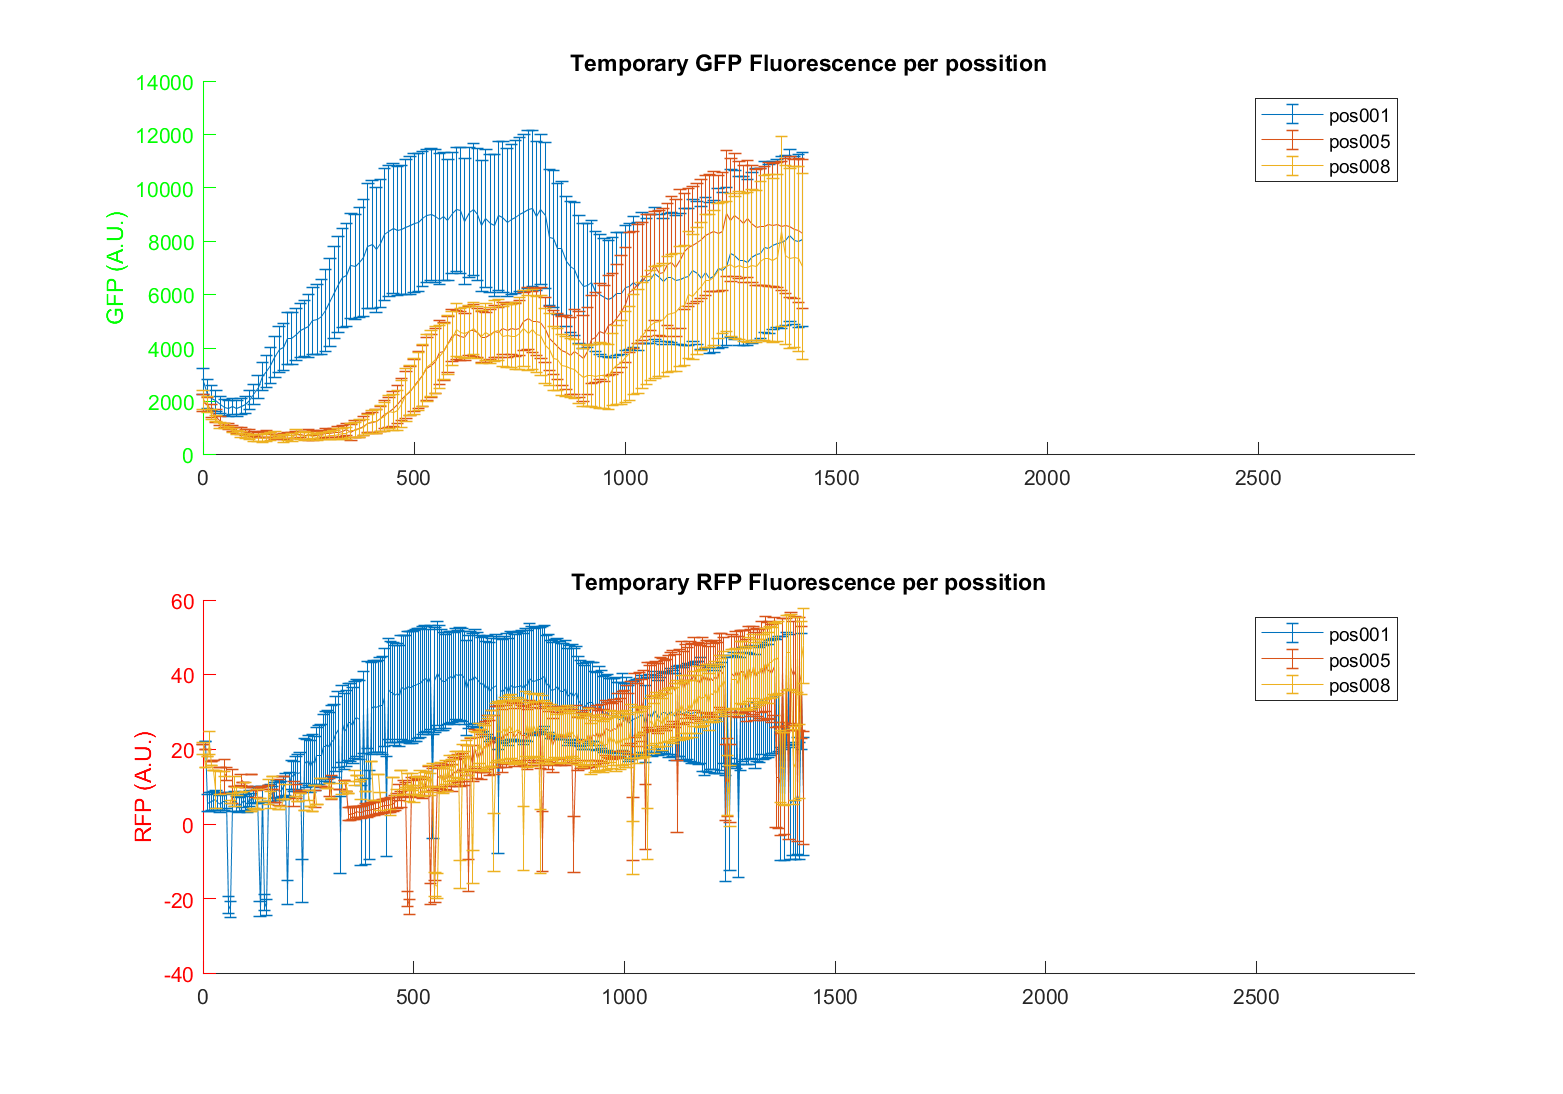 Temporary GFP Fluorescence per possition
14000
12000
10000
8000
6000
4000
2000
0
GFP (A.U.)
0 500 1000 1500 2000 2500
pos001
pos005
pos008
Temporary RFP Fluorescence per possition
60
40
20
0
-20
-40
RFP (A.U.)
0 500 1000 1500 2000 2500
pos001
pos005
pos008